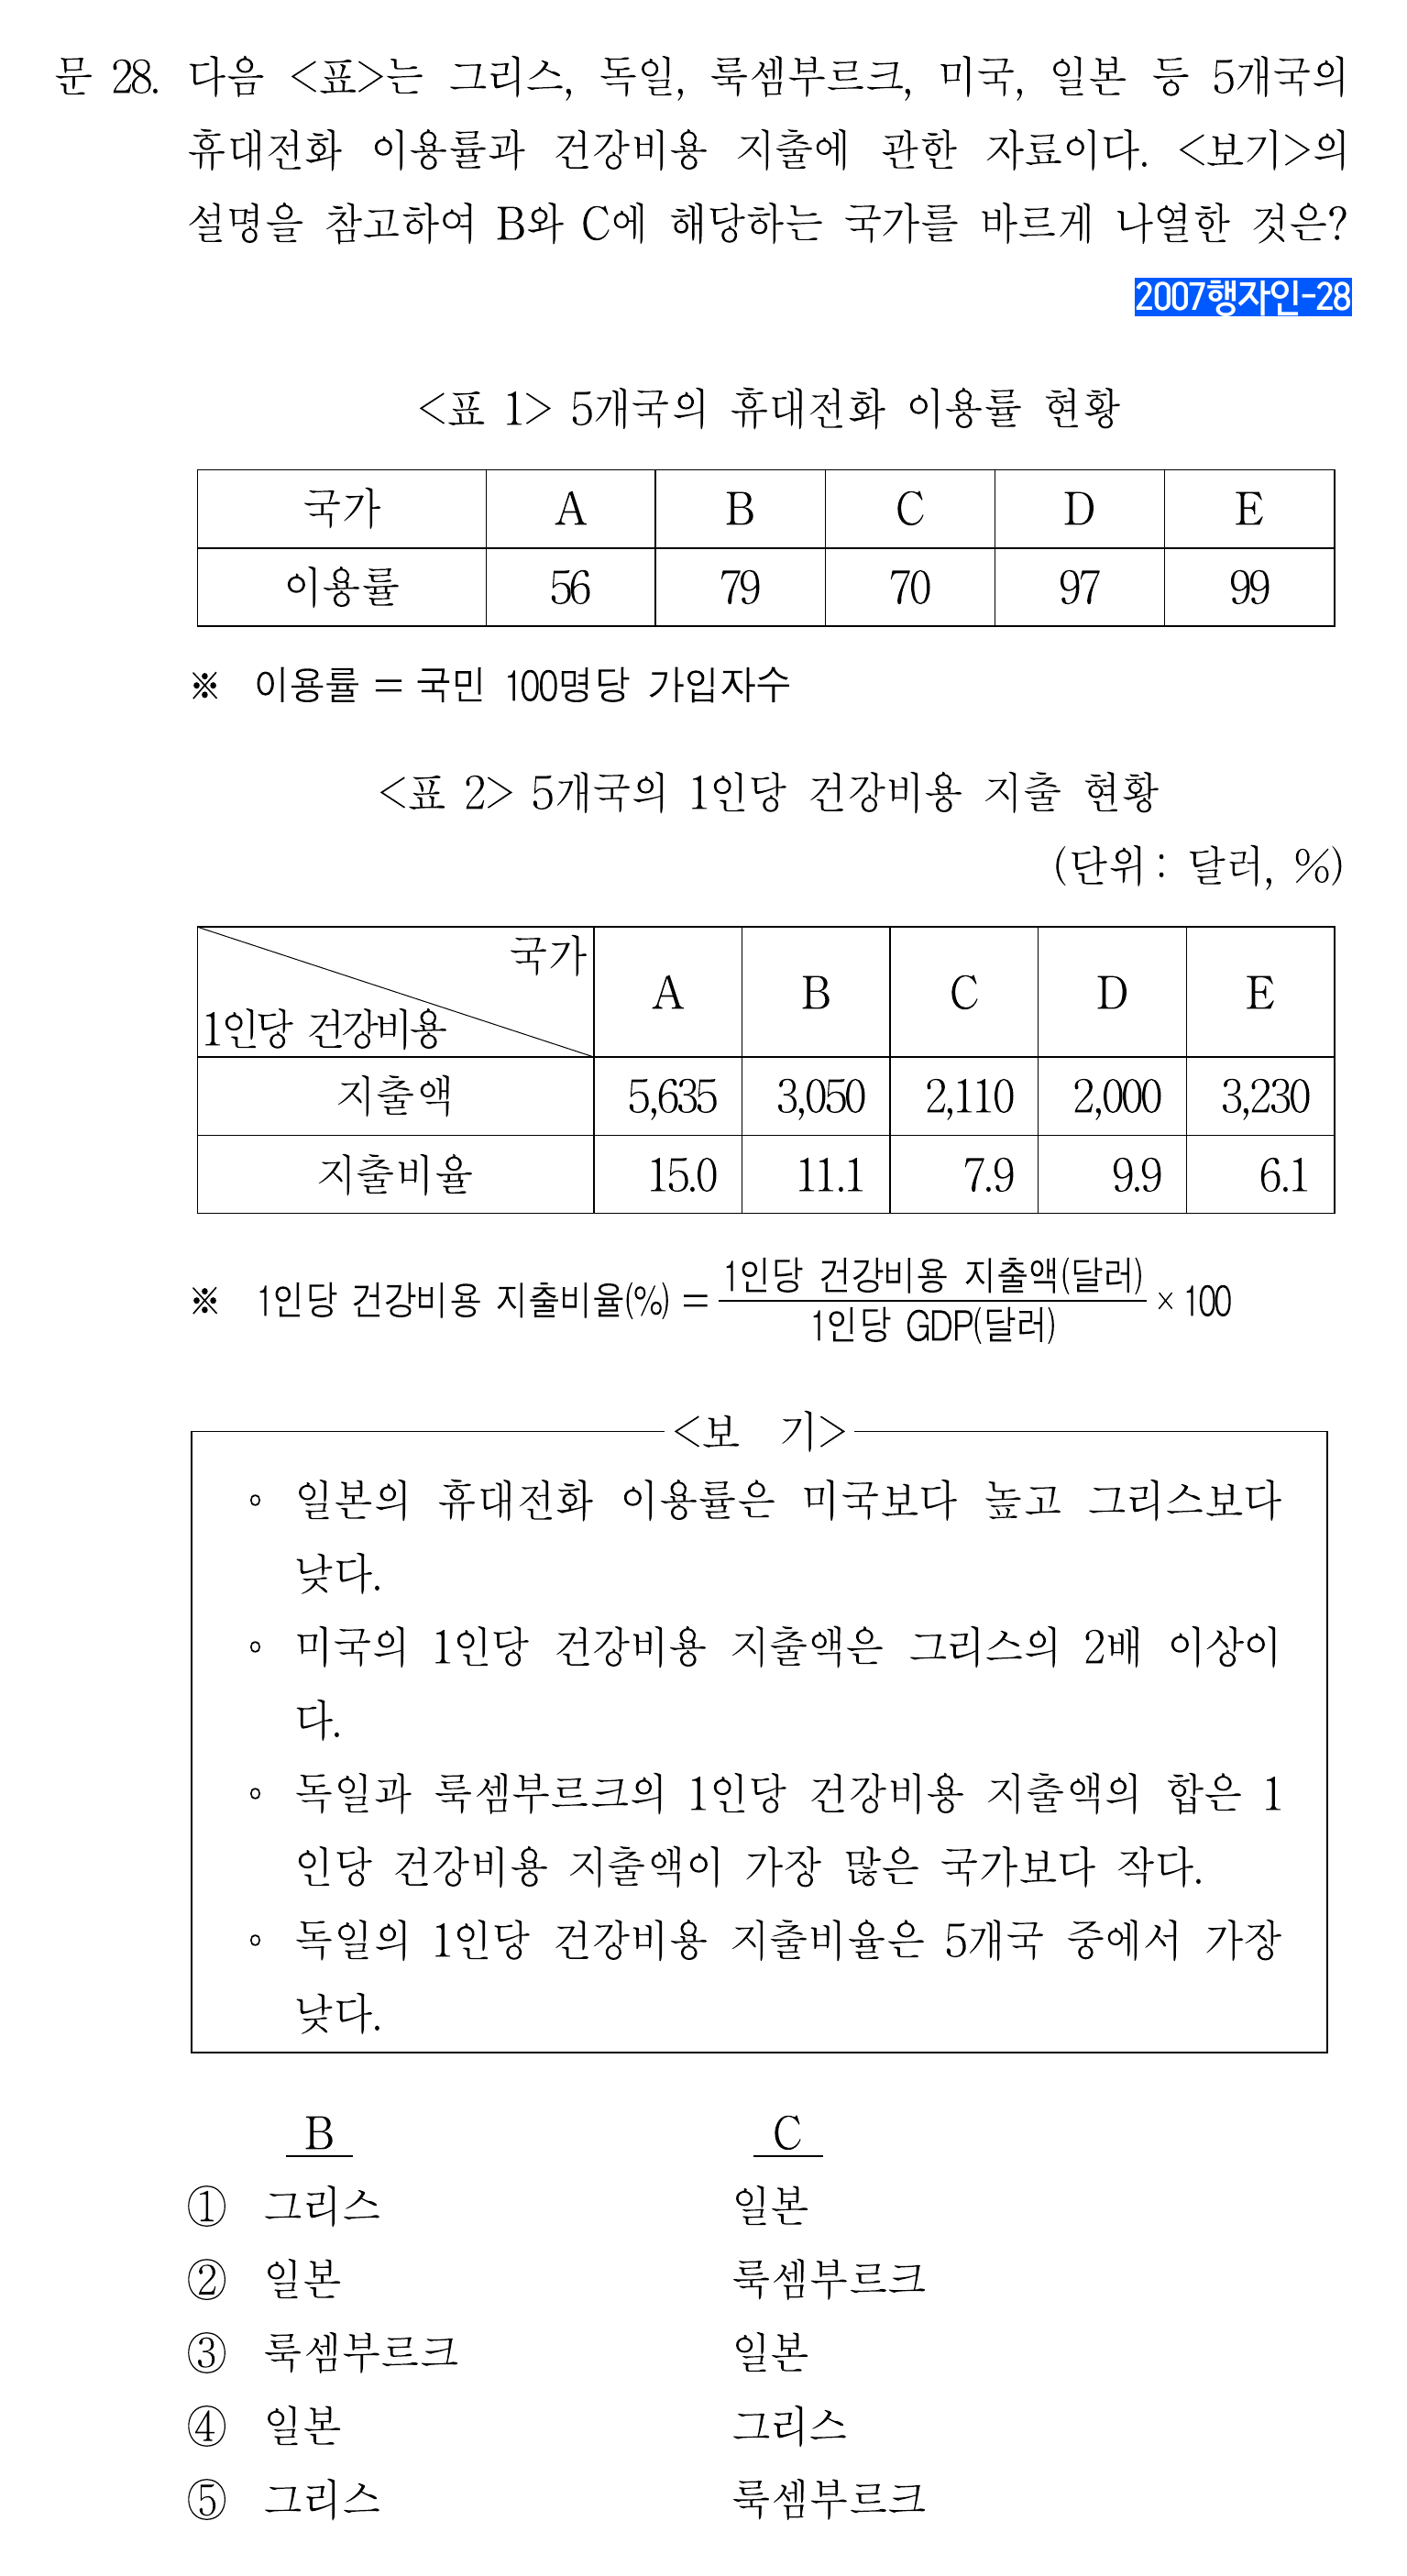 문 28. 다음 <표>는 그리스, 독일, 룩셈부르크, 미국, 일본 등 5개국의
휴대전화 이용률과 건강비용 지출에 관한 자료이다. <보기>의
설명을 참고하여 B와 C에 해당하는 국가를 바르게 나열한 것은?
2007행자인-28
<표 1> 5개국의 휴대전화 이용률 현황
국가 A B C D E
이용률 56 79 70 97 99
※ 이용률 = 국민 100명당 가입자수
<표 2> 5개국의 1인당 건강비용 지출 현황
(단위 : 달러, %)
국가
1인당 건강비용
A B C D E
지출액 5,635 3,050 2,110 2,000 3,230
지출비율 15.0 11.1 7.9 9.9 6.1
※ 1인당 건강비용 지출비율(%) = 1인당 건강비용 지출액(달러) / 1인당 GDP(달러) × 100
<보 기>
◦ 일본의 휴대전화 이용률은 미국보다 높고 그리스보다
낮다.
◦ 미국의 1인당 건강비용 지출액은 그리스의 2배 이상이
다.
◦ 독일과 룩셈부르크의 1인당 건강비용 지출액의 합은 1
인당 건강비용 지출액이 가장 많은 국가보다 작다.
◦ 독일의 1인당 건강비용 지출비율은 5개국 중에서 가장
낮다.
B C
① 그리스 일본
② 일본 룩셈부르크
③ 룩셈부르크 일본
④ 일본 그리스
⑤ 그리스 룩셈부르크